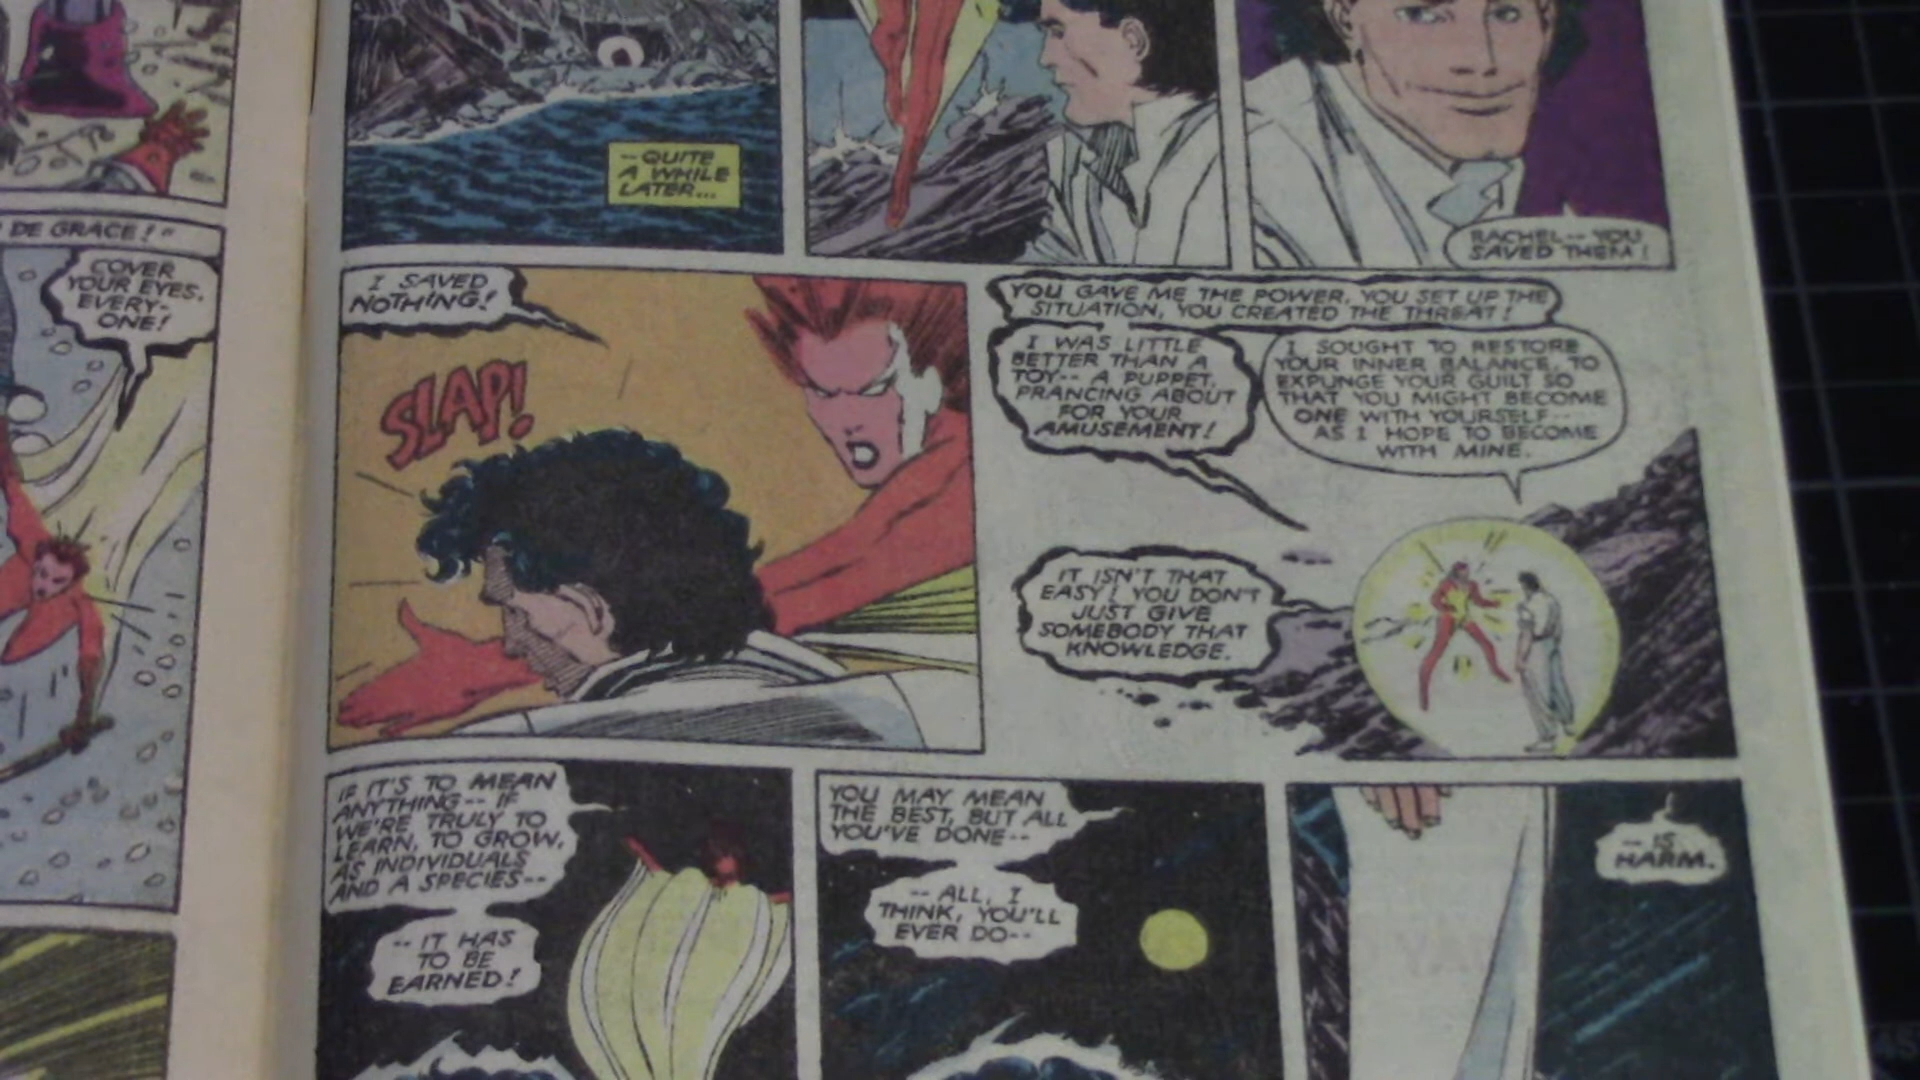 DE GRACE!"
COVER
YOUR EYES,
EVERY-
ONE!
--QUITE
A WHILE
LATER...
RACHEL-- YOU
SAVED THEM!
I SAVED
NOTHING!
SLAP!
YOU GAVE ME THE POWER, YOU SET UP THE
SITUATION, YOU CREATED THE THREAT!
I WAS LITTLE
BETTER THAN A
TOY-- A PUPPET,
PRANCING ABOUT
FOR YOUR
AMUSEMENT!
I SOUGHT TO RESTORE
YOUR INNER BALANCE, TO
EXPUNGE YOUR GUILT SO
THAT YOU MIGHT BECOME
ONE WITH YOURSELF--
AS I HOPE TO BECOME
WITH MINE.
IT ISN'T THAT
EASY! YOU DON'T
JUST GIVE
SOMEBODY THAT
KNOWLEDGE.
IF IT'S TO MEAN
ANYTHING-- IF
WE'RE TRULY TO
LEARN, TO GROW,
AS INDIVIDUALS
AND A SPECIES--
-- IT HAS
TO BE
EARNED!
YOU MAY MEAN
THE BEST, BUT ALL
YOU'VE DONE--
-- ALL, I
THINK, YOU'LL
EVER DO--
-- IS
HARM.